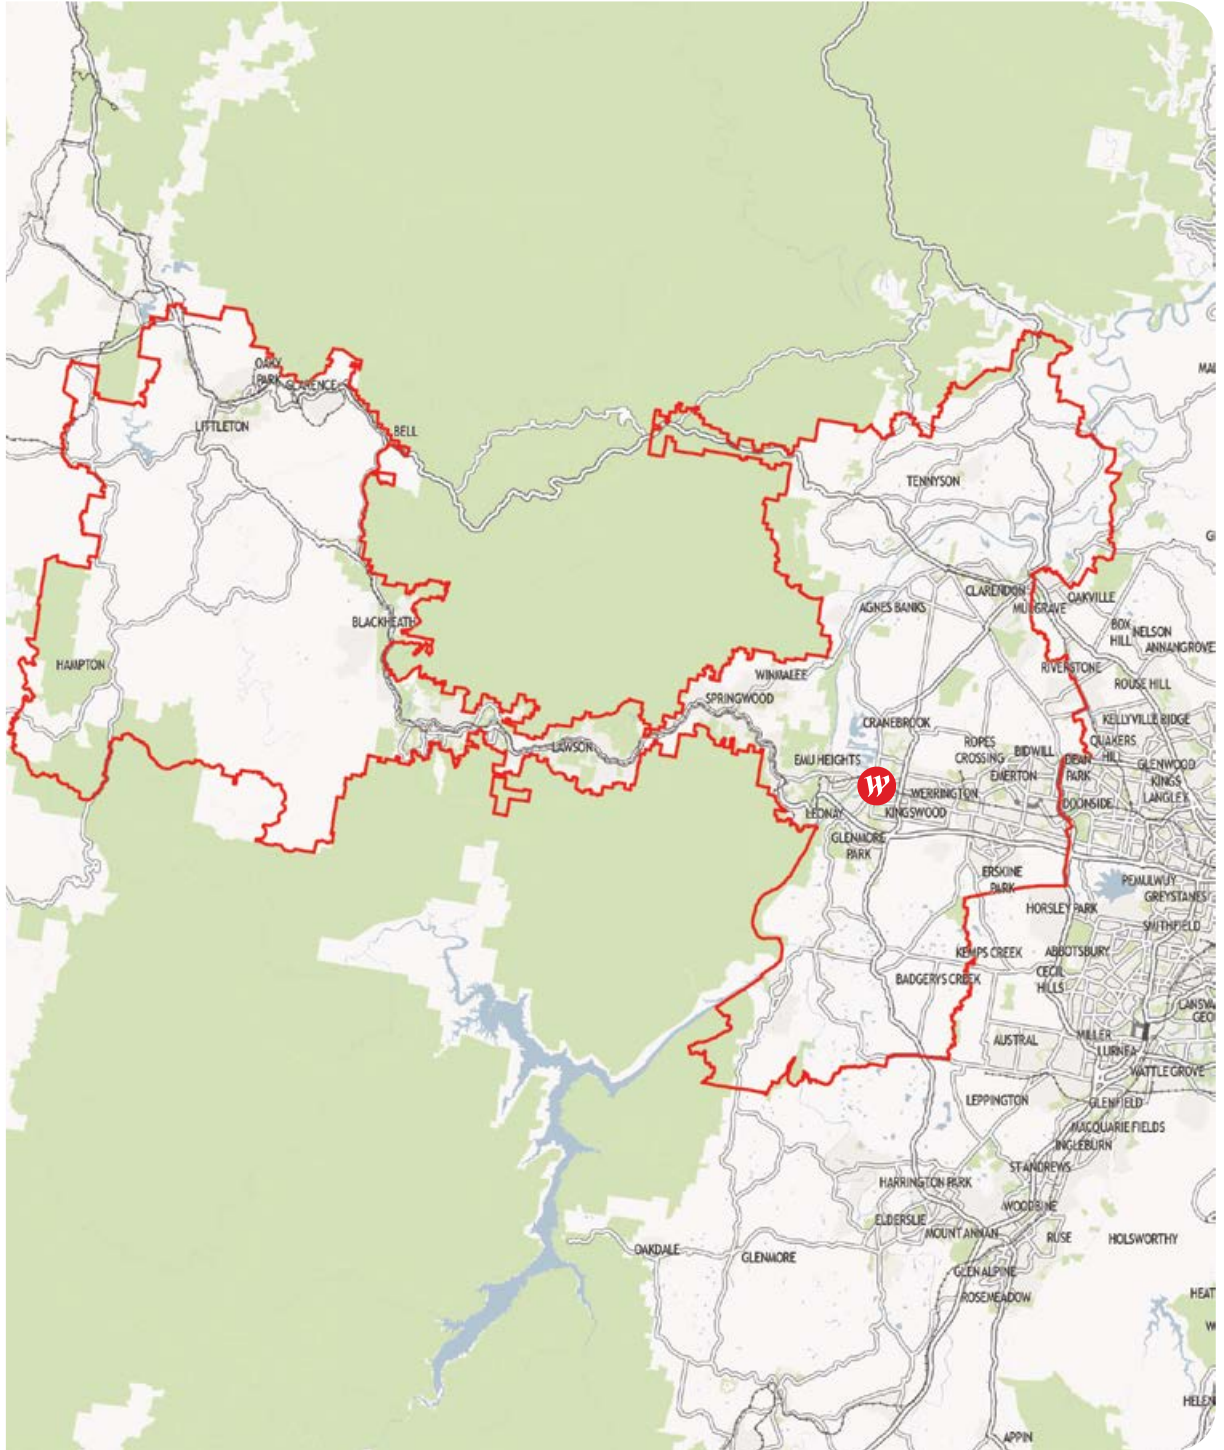 OAKY
PARK
CLARENCE
LITTLETON
BELL
TENNYSON
CLARENDON
OAKVILLE
MULGRAVE
AGNES BANKS
BLACKHEATH
BOX
HILL
NELSON
ANNANGROVE
HAMPTON
RIVERSTONE
WINMALEE
ROUSE HILL
SPRINGWOOD
CRANEBROOK
KELLYVILLE RIDGE
LAWSON
ROPES
CROSSING
BIDWILL
QUAKERS
HILL
EMU HEIGHTS
DEAN
PARK
GLENWOOD
EMERTON
KINGS
LANGLEY
W
WERRINGTON
DOONSIDE
LEONAY
KINGSWOOD
GLENMORE
PARK
ERSKINE
PARK
PEMULWUY
GREYSTANES
HORSLEY PARK
SMITHFIELD
KEMPS CREEK
ABBOTSBURY
BADGERYS CREEK
CECIL
HILLS
LANSVA
GEO
AUSTRAL
MILLER
LURNEA
WATTLE GROVE
LEPPINGTON
GLENFIELD
MACQUARIE FIELDS
INGLEBURN
ST ANDREWS
HARRINGTON PARK
WOODBINE
ELDERSLIE
MOUNT ANNAN
RUSE
HOLSWORTHY
OAKDALE
GLENMORE
GLEN ALPINE
ROSEMEADOW
HEAT
HELEN
APPIN